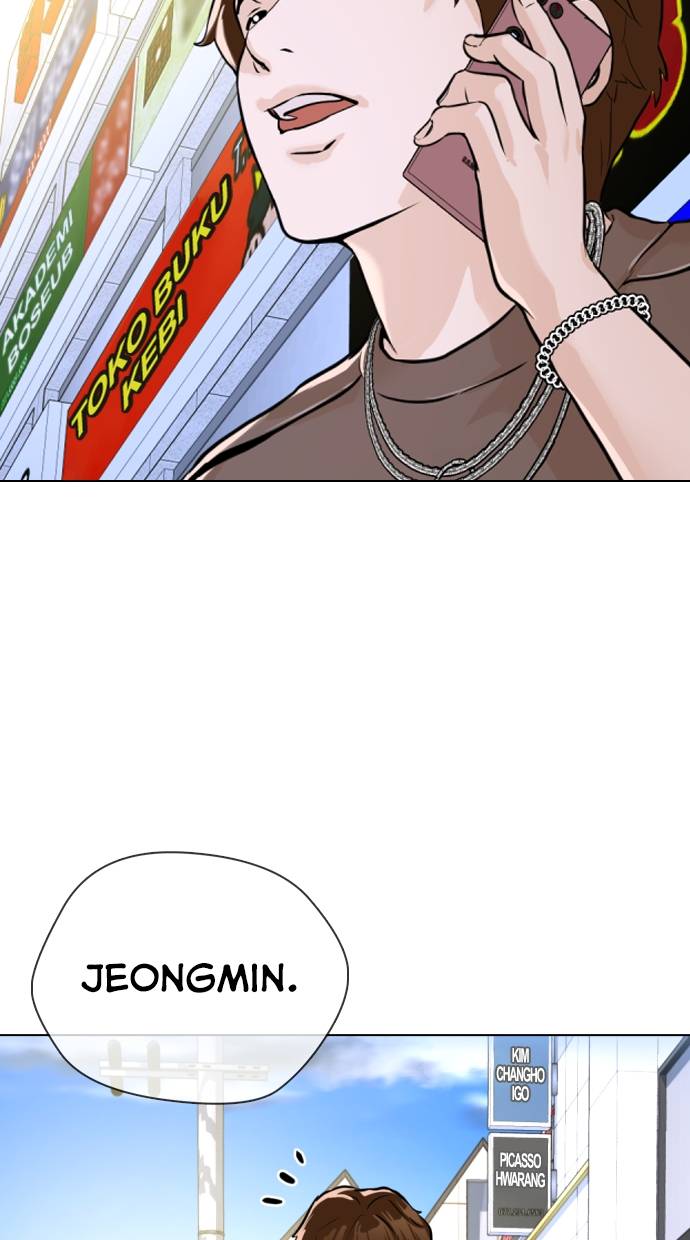 AKADEMI
BOSEUB
TOKO BUKU
KEBI
JEONGMIN.
KIM
CHANGHO
IGO
PICASSO
HWARANG